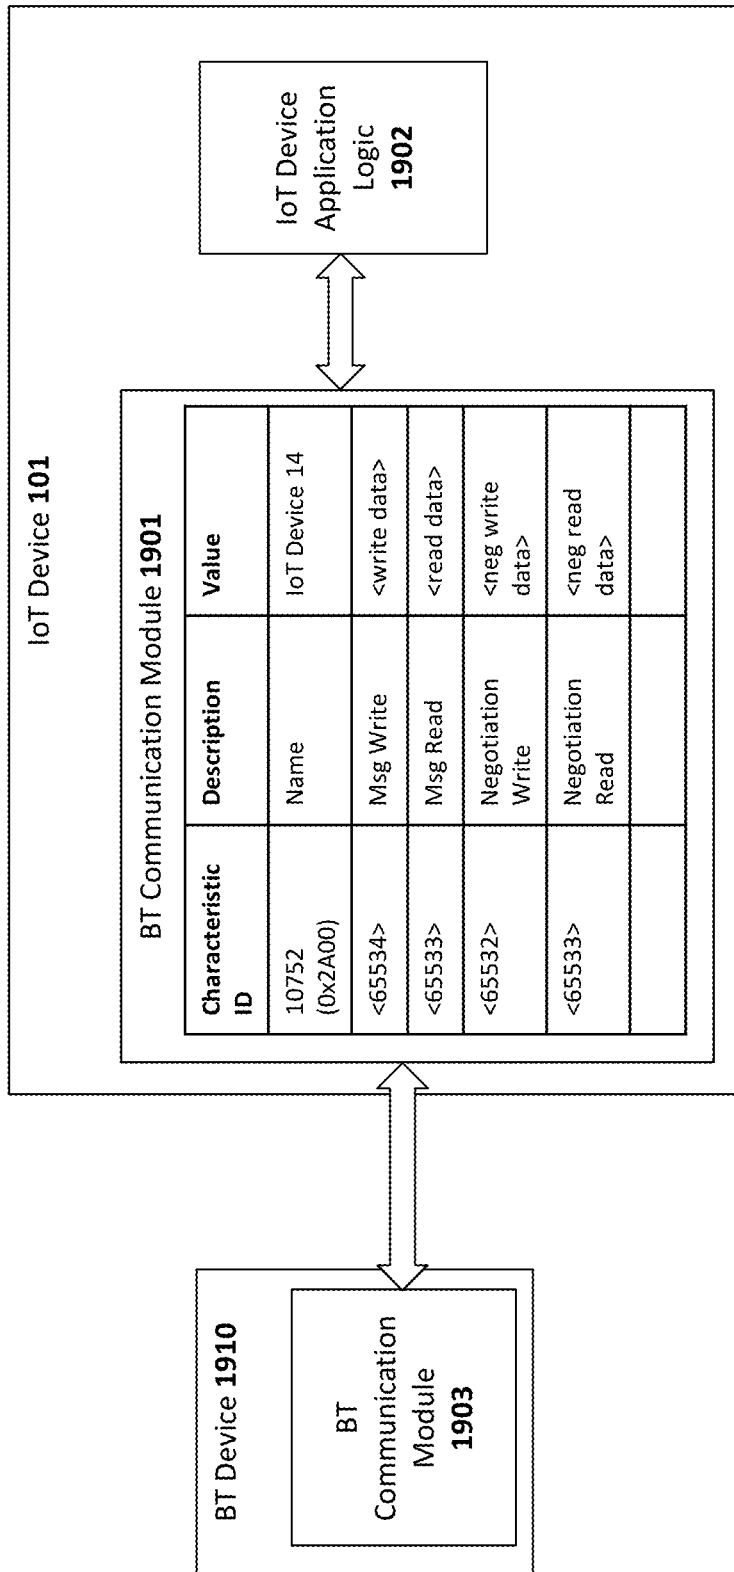 IoT Device 101
BT Communication Module 1901
Characteristic Description Value
ID
10752 Name IoT Device 14
(0x2A00)
<65534> Msg Write <write data>
<65533> Msg Read <read data>
<65532> Negotiation <neg write
Write data>
<65533> Negotiation <neg read
Read data>
IoT Device
Application
Logic
1902
BT Device 1910
BT
Communication
Module
1903